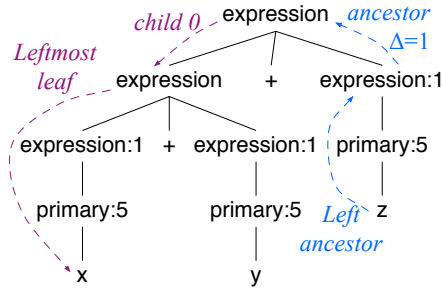 expression
child 0
ancestor
Δ=1
Leftmost
leaf
expression + expression:1
expression:1 + expression:1 primary:5
primary:5 primary:5 z
Left
ancestor
x y